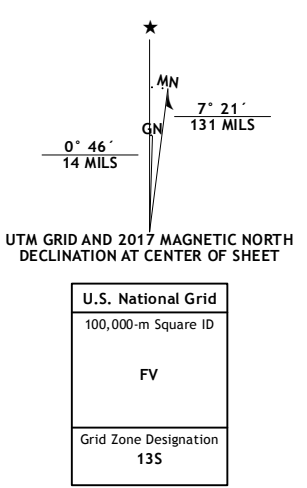 ★
MN
7° 21´
131 MILS
GN
0° 46´
14 MILS
UTM GRID AND 2017 MAGNETIC NORTH
DECLINATION AT CENTER OF SHEET
U.S. National Grid
100,000-m Square ID
FV
Grid Zone Designation
13S